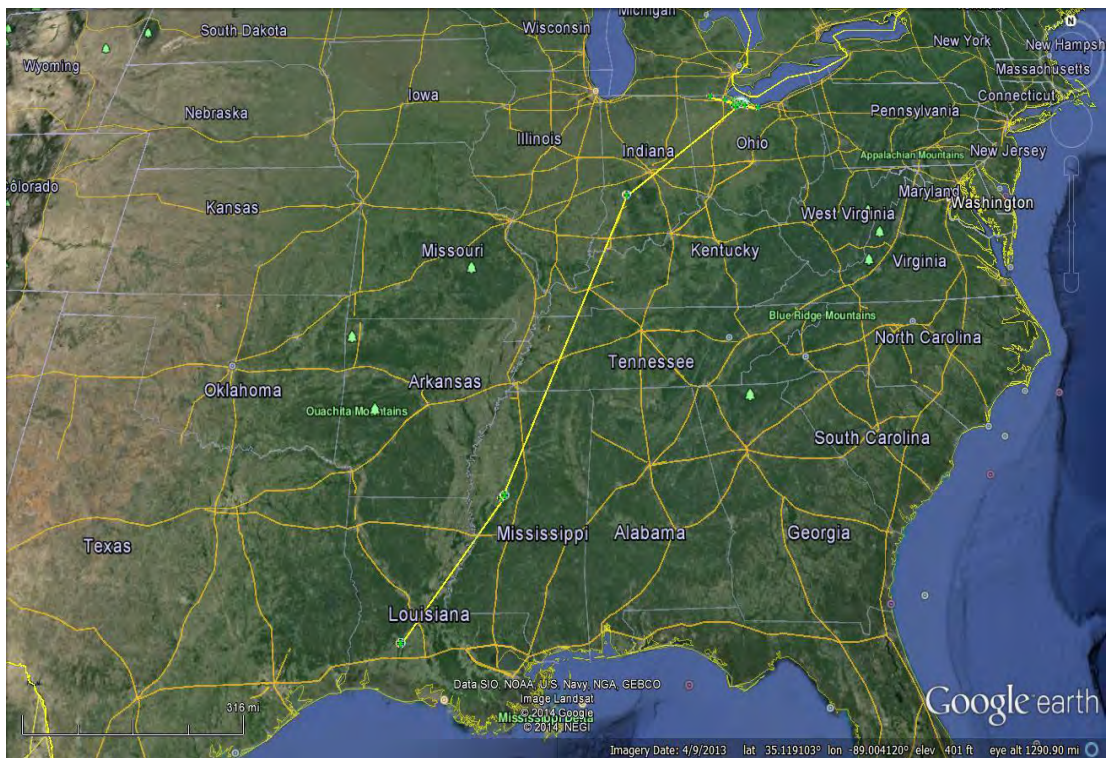 Michigan
South Dakota
Wisconsin
New York
New Hampsh
Wyoming
Massachusetts
Iowa
Connecticut
Nebraska
Pennsylvania
Illinois
Indiana
Ohio
New Jersey
Appalachian Mountains
Colorado
Maryland
Kansas
Washington
West Virginia
Missouri
Kentucky
Virginia
Blue Ridge Mountains
North Carolina
Tennessee
Oklahoma
Arkansas
Ouachita Mountains
South Carolina
Mississippi
Alabama
Georgia
Texas
Louisiana
Data SIO, NOAA, U.S. Navy, NGA, GEBCO
Image Landsat
© 2014 Google
Mississippi Delta
© 2014 INEGI
316 mi
Google earth
Imagery Date: 4/9/2013 lat 35.119103° lon -89.004120° elev 401 ft eye alt 1290.90 mi
N